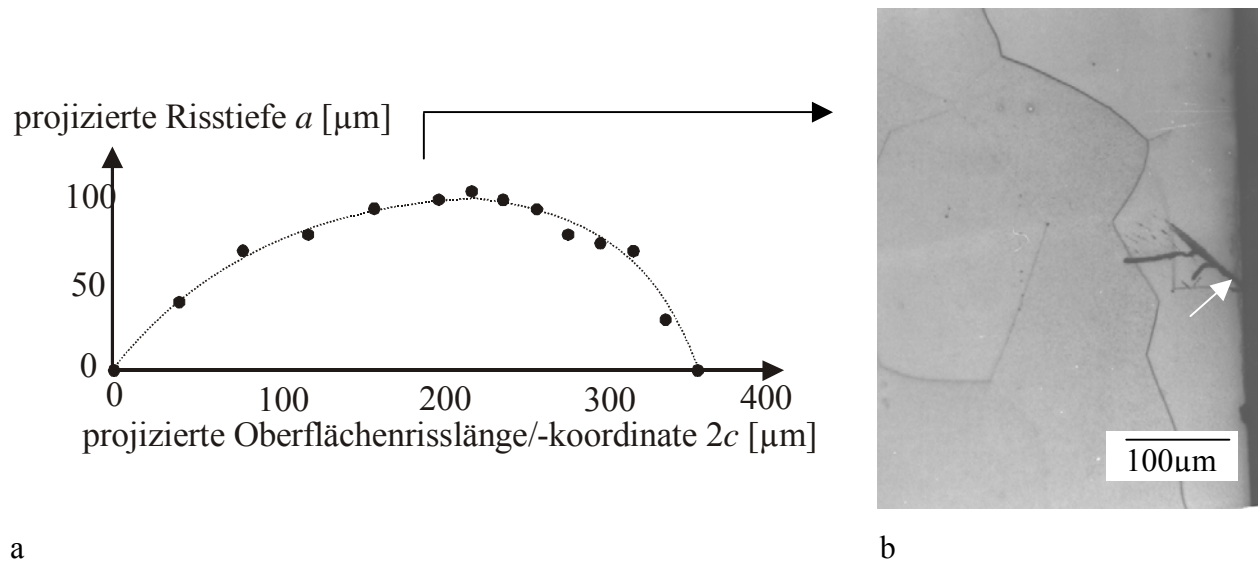 projizierte Risstiefe a [µm]
100
50
0
0 100 200 300 400
projizierte Oberflächenrisslänge/-koordinate 2c [µm]
100µm
a
b